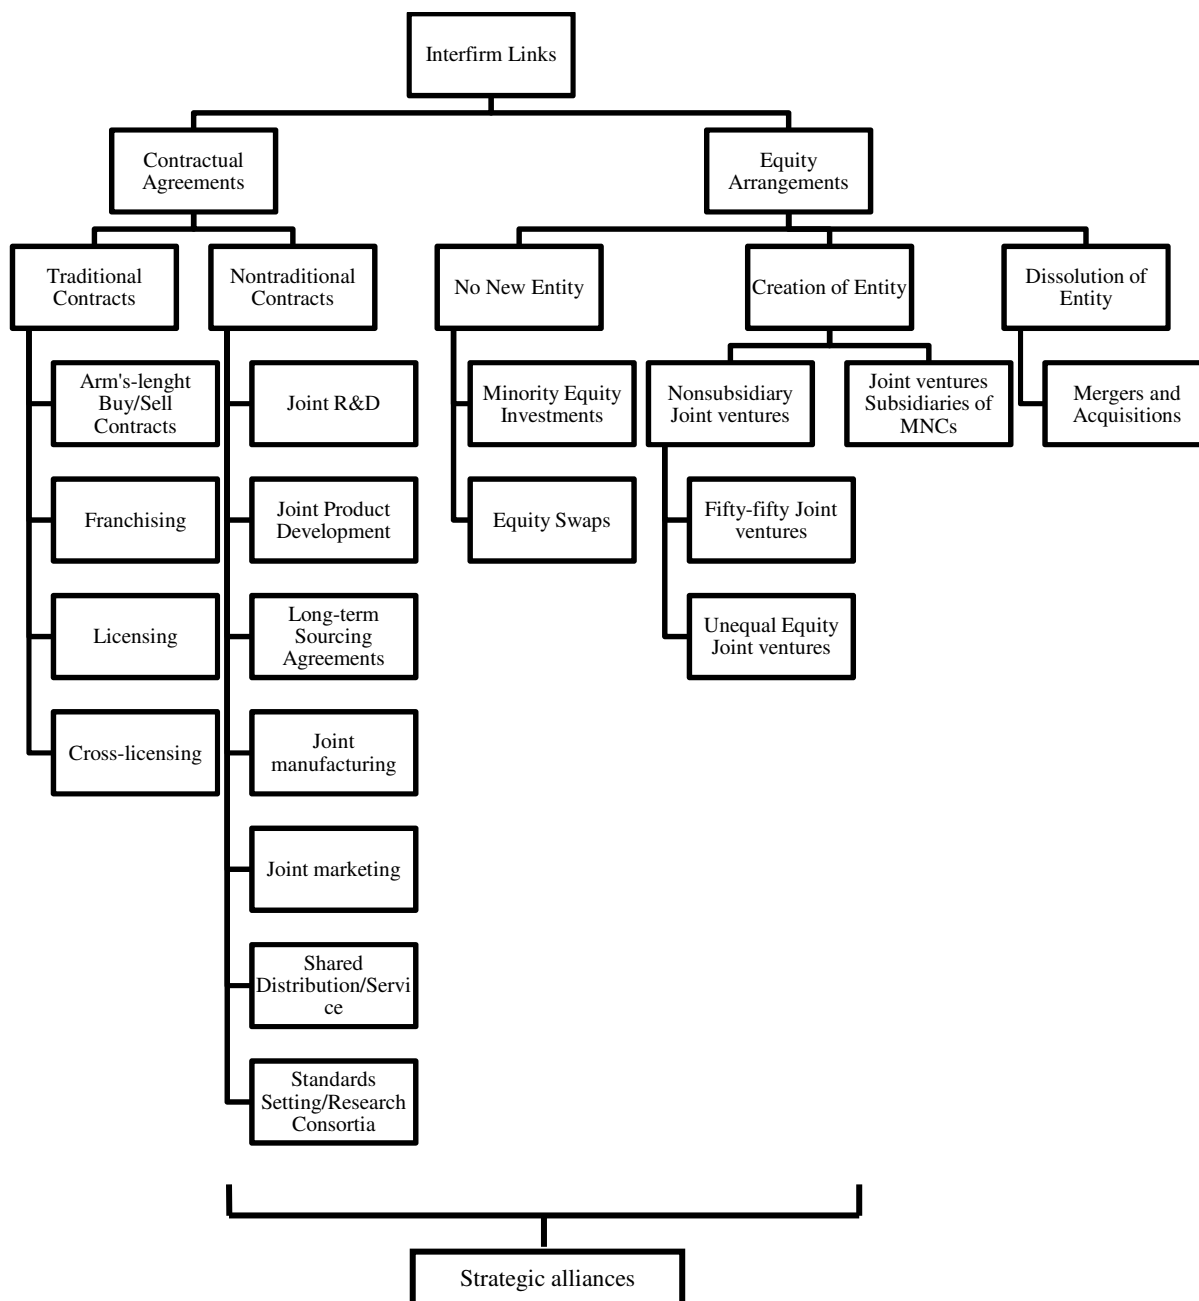 Interfirm Links
Contractual
Agreements
Equity
Arrangements
Traditional
Contracts
Nontraditional
Contracts
No New Entity
Creation of Entity
Dissolution of
Entity
Arm's-lenght
Buy/Sell
Contracts
Joint R&D
Minority Equity
Investments
Nonsubsidiary
Joint ventures
Joint ventures
Subsidiaries of
MNCs
Mergers and
Acquisitions
Franchising
Joint Product
Development
Equity Swaps
Fifty-fifty Joint
ventures
Licensing
Long-term
Sourcing
Agreements
Unequal Equity
Joint ventures
Cross-licensing
Joint
manufacturing
Joint marketing
Shared
Distribution/Servi
ce
Standards
Setting/Research
Consortia
Strategic alliances